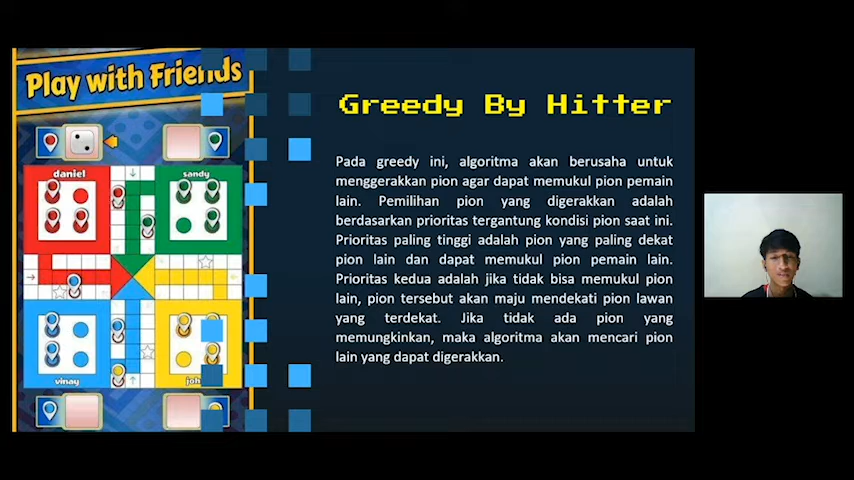 Play with Friends
daniel
sandy
vinay
joh
Greedy By Hitter
Pada greedy ini, algoritma akan berusaha untuk
menggerakkan pion agar dapat memukul pion pemain
lain. Pemilihan pion yang digerakkan adalah
berdasarkan prioritas tergantung kondisi pion saat ini.
Prioritas paling tinggi adalah pion yang paling dekat
pion lain dan dapat memukul pion pemain lain.
Prioritas kedua adalah jika tidak bisa memukul pion
lain, pion tersebut akan maju mendekati pion lawan
yang terdekat. Jika tidak ada pion yang
memungkinkan, maka algoritma akan mencari pion
lain yang dapat digerakkan.